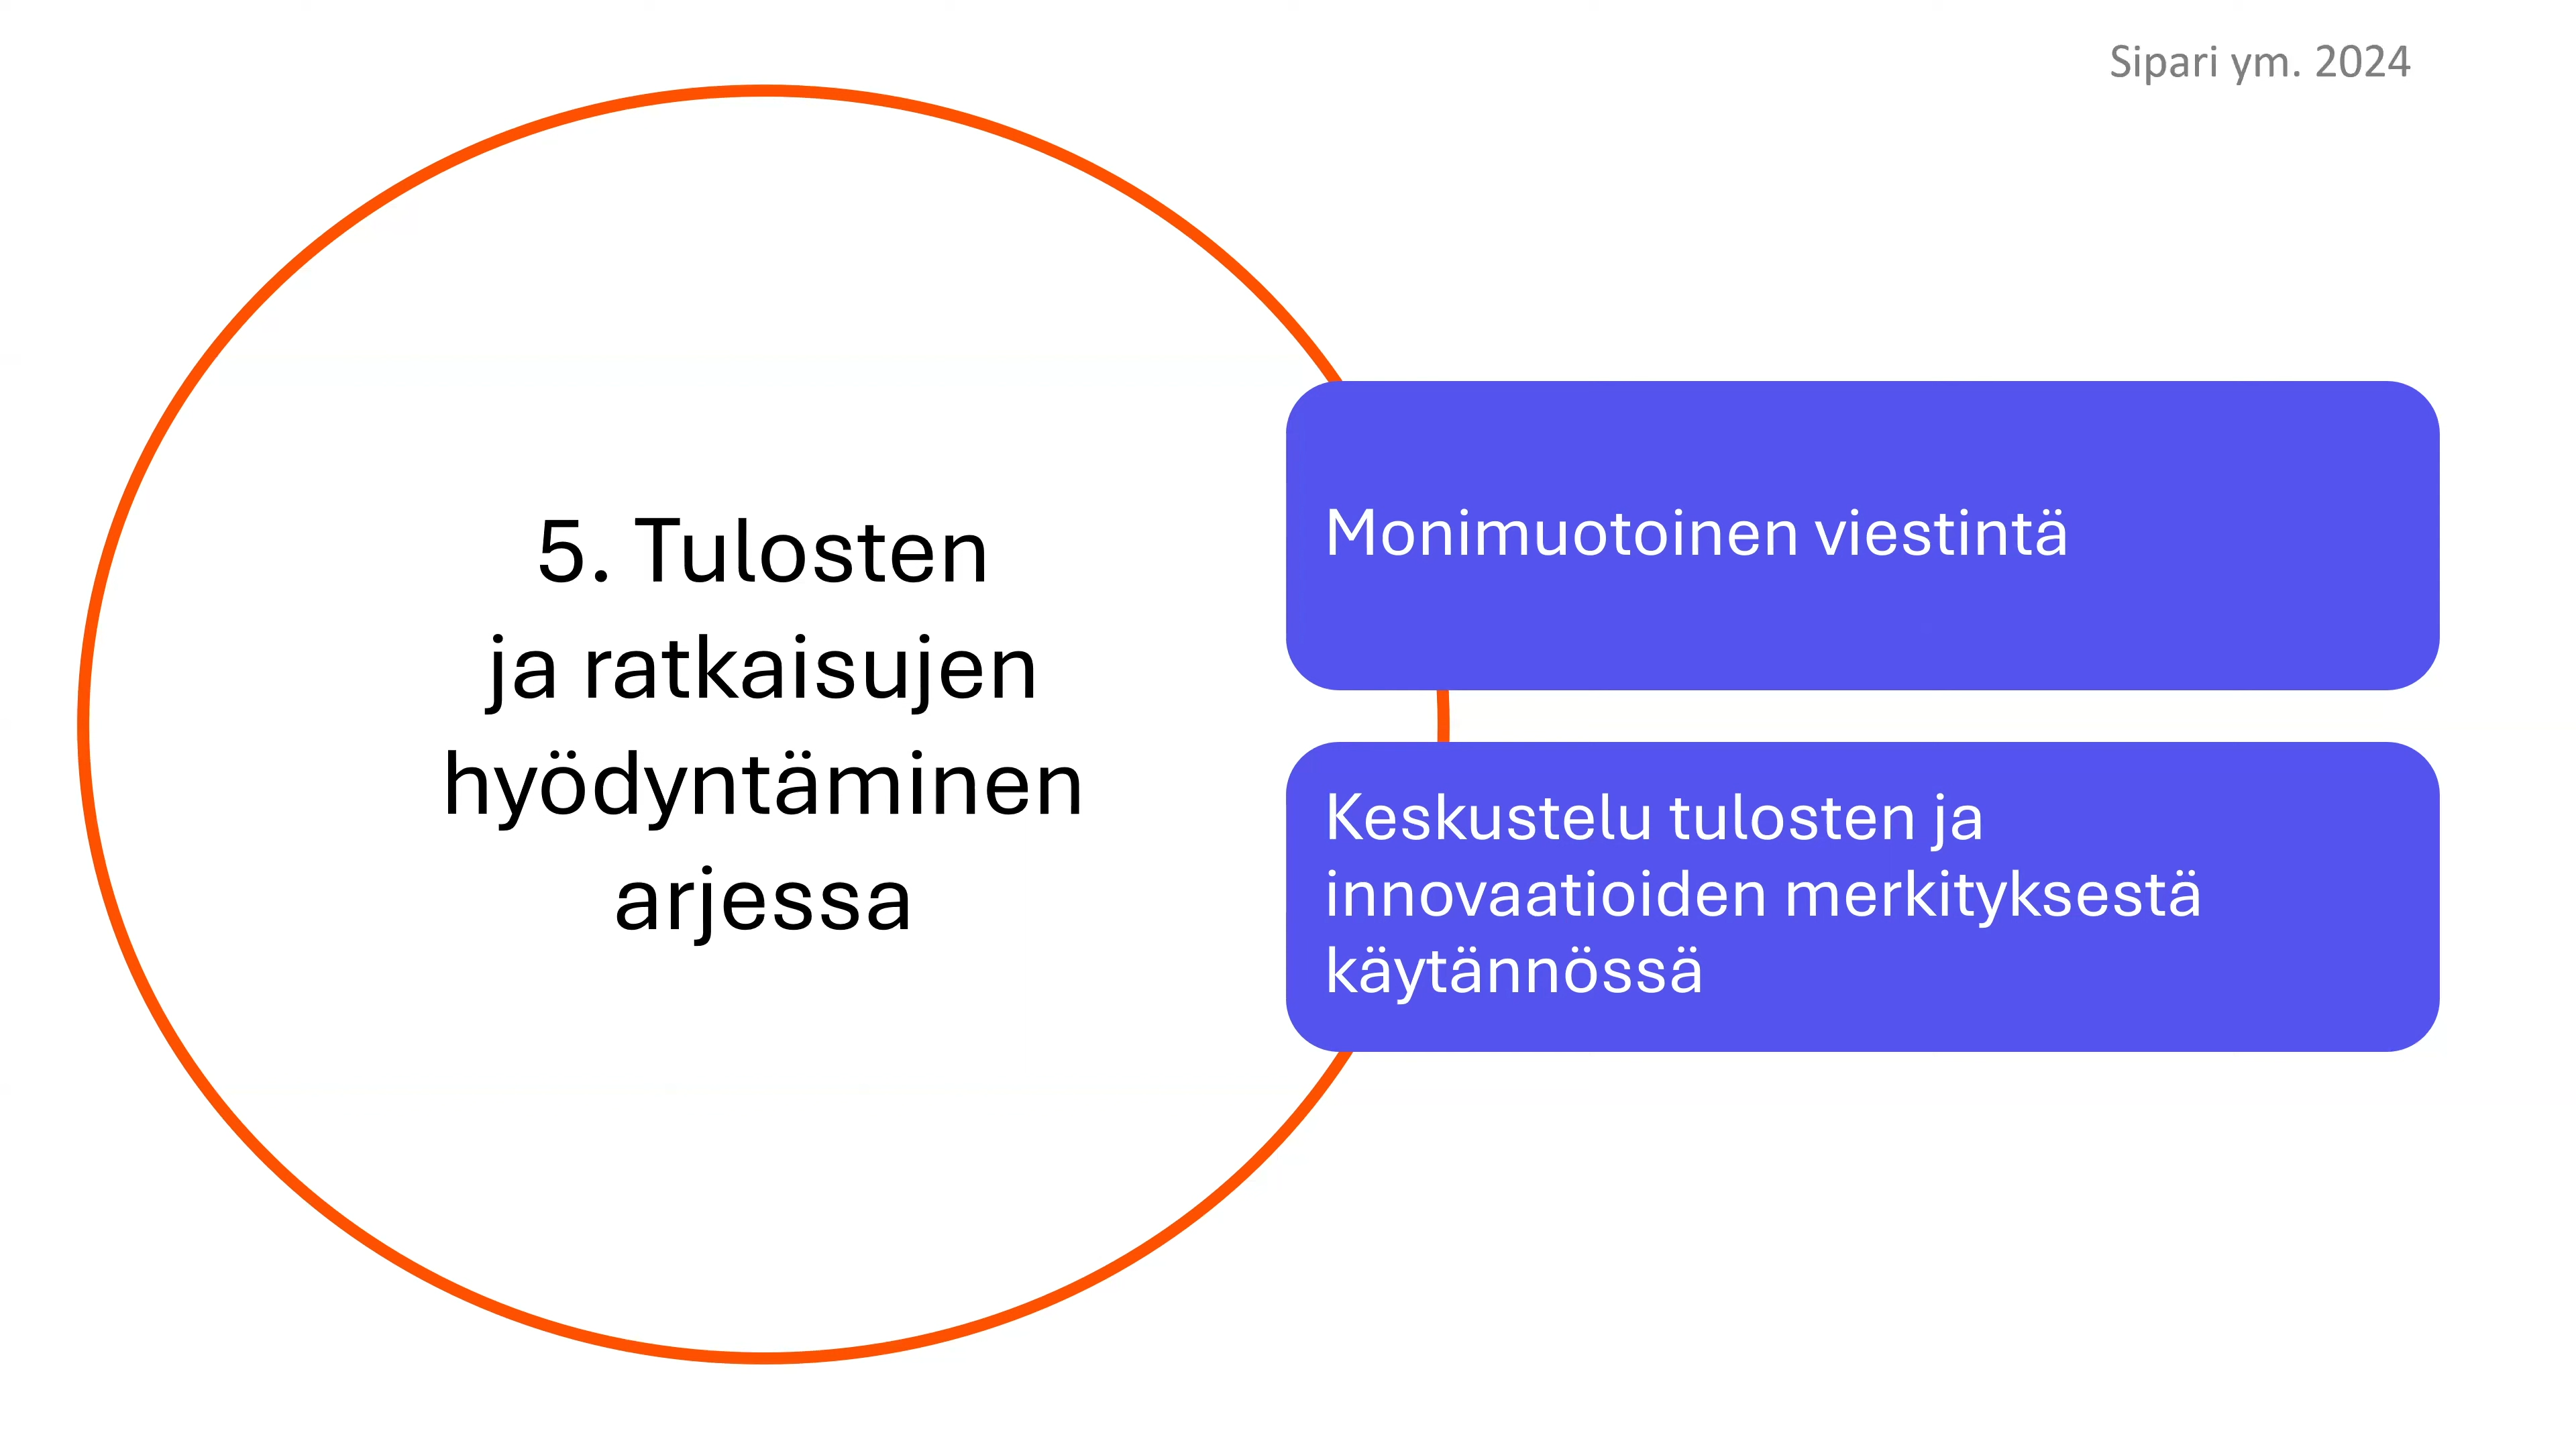 Sipari ym. 2024
5. Tulosten
ja ratkaisujen
hyödyntäminen
arjessa
Monimuotoinen viestintä
Keskustelu tulosten ja
innovaatioiden merkityksestä
käytännössä